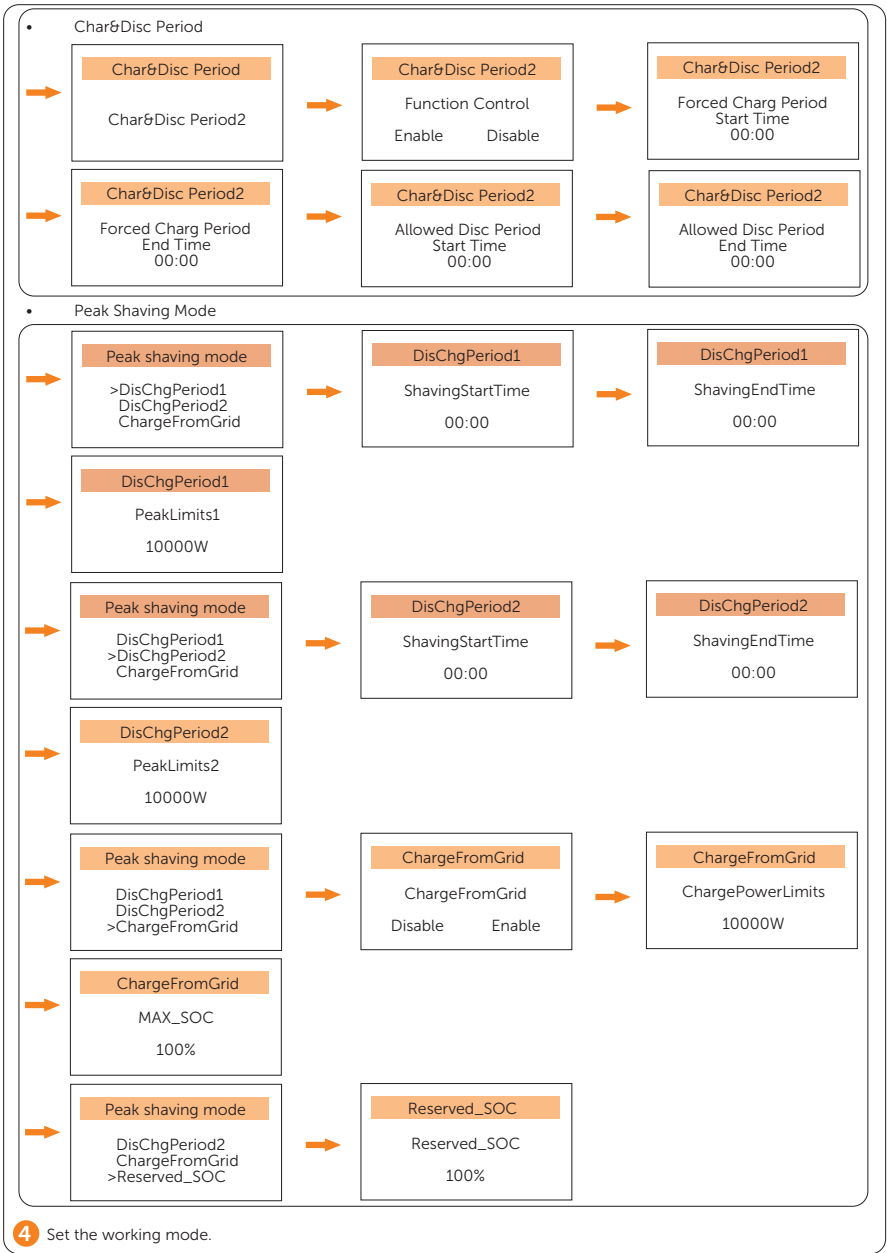 • Char&Disc Period
Char&Disc Period
Char&Disc Period2
Char&Disc Period2
Function Control
Enable Disable
Char&Disc Period2
Forced Charg Period
Start Time
00:00
Char&Disc Period2
Forced Charg Period
End Time
00:00
Char&Disc Period2
Allowed Disc Period
Start Time
00:00
Char&Disc Period2
Allowed Disc Period
End Time
00:00
• Peak Shaving Mode
Peak shaving mode
>DisChgPeriod1
DisChgPeriod2
ChargeFromGrid
DisChgPeriod1
ShavingStartTime
00:00
DisChgPeriod1
ShavingEndTime
00:00
DisChgPeriod1
PeakLimits1
10000W
Peak shaving mode
DisChgPeriod1
>DisChgPeriod2
ChargeFromGrid
DisChgPeriod2
ShavingStartTime
00:00
DisChgPeriod2
ShavingEndTime
00:00
DisChgPeriod2
PeakLimits2
10000W
Peak shaving mode
DisChgPeriod1
DisChgPeriod2
>ChargeFromGrid
ChargeFromGrid
ChargeFromGrid
Disable Enable
ChargeFromGrid
ChargePowerLimits
10000W
ChargeFromGrid
MAX_SOC
100%
Peak shaving mode
DisChgPeriod2
ChargeFromGrid
>Reserved_SOC
Reserved_SOC
Reserved_SOC
100%
4 Set the working mode.